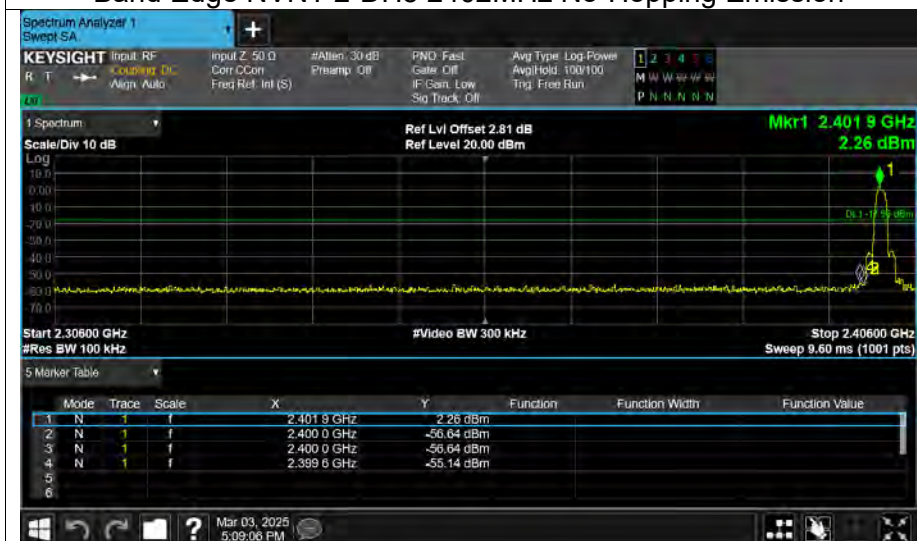 Band Edge NVNT 2-DH5 2402MHz No-Hopping Emission
Spectrum Analyzer 1
Swept SA
+
KEYSIGHT
R T
Input: RF
Coupling: DC
Align: Auto
Input Z: 50 Ω
Corr CCorr
Freq Ref: Int (S)
#Atten: 30 dB
Preamp: Off
PNO: Fast
Gate: Off
IF Gain: Low
Sig Track: Off
Avg Type: Log-Power
Avg|Hold: 100/100
Trig: Free Run
1 2 3 4 5 6
M W W W W W
P N N N N N
1 Spectrum
Scale/Div 10 dB
Ref Lvl Offset 2.81 dB
Ref Level 20.00 dBm
Mkr1 2.401 9 GHz
2.26 dBm
Log
10.0
0.00
-10.0
-20.0
-30.0
-40.0
-50.0
-60.0
-70.0
1
4
2
Start 2.30600 GHz
#Res BW 100 kHz
#Video BW 300 kHz
Stop 2.40600 GHz
Sweep 9.60 ms (1001 pts)
5 Marker Table
Mode Trace Scale X Y Function Function Width Function Value
1 N 1 f 2.401 9 GHz 2.26 dBm
2 N 1 f 2.400 0 GHz -56.64 dBm
3 N 1 f 2.400 0 GHz -56.64 dBm
4 N 1 f 2.399 6 GHz -55.14 dBm
5
6
?
Mar 03, 2025
5:09:06 PM